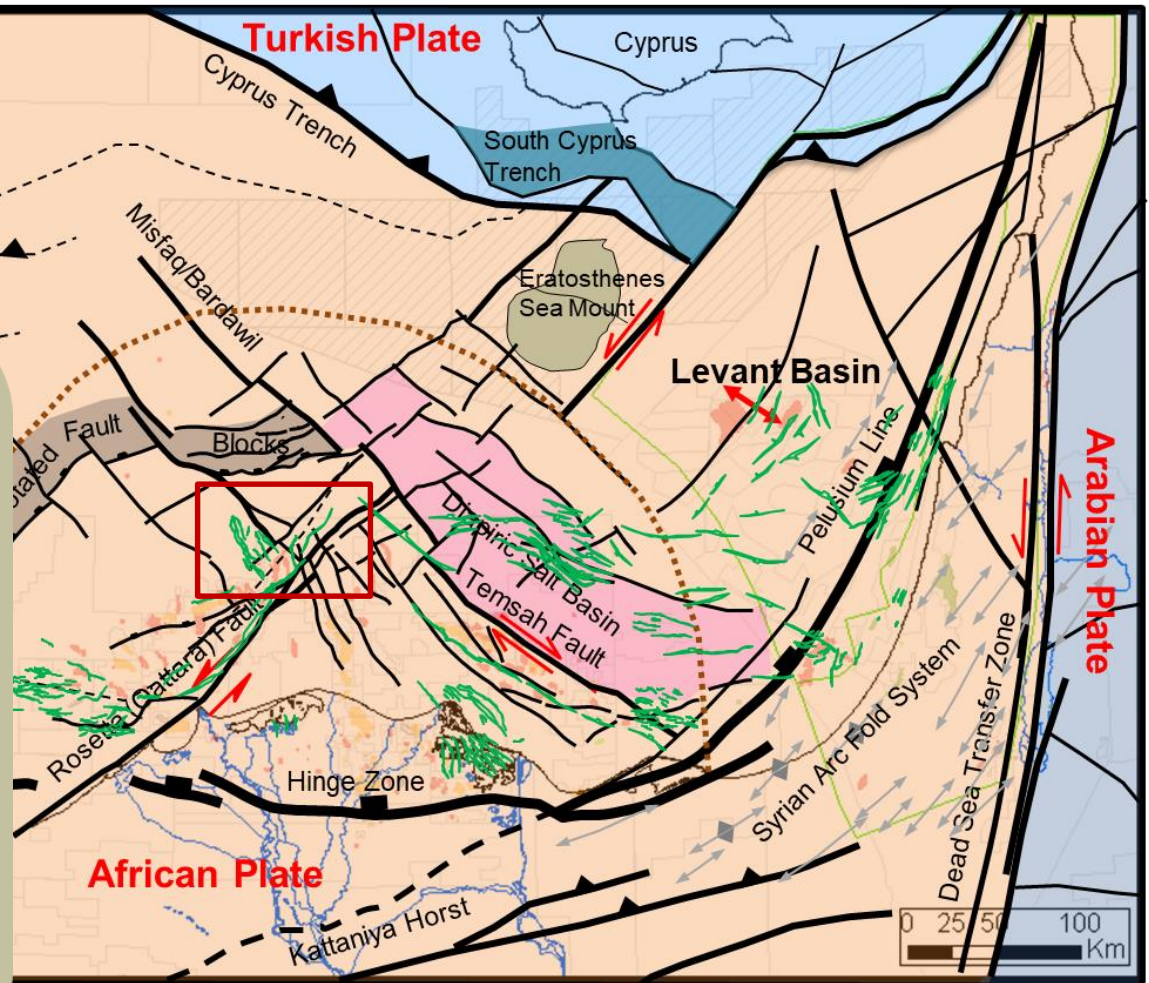 Turkish Plate
Cyprus
Cyprus Trench
South Cyprus
Trench
Misfaq/Bardawil
Eratosthenes
Sea Mount
Levant Basin
Fault
Blocks
Pelusium Line
Arabian Plate
Salt Basin
Temsah Fault
Rosetta (Qattara) Fault
Hinge Zone
Syrian Arc Fold System
Dead Sea Transfer Zone
African Plate
Kattaniya Horst
0 25 50 100
Km